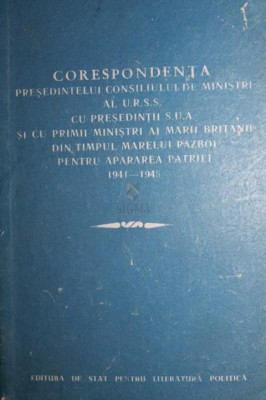 CORESPONDENȚA
PREȘEDINTELUI CONSILIULUI DE MINIȘTRI
AL U.R.S.S.
CU PREȘEDINȚII S.U.A.
ȘI CU PRIMII MINIȘTRI AI MARII BRITANII
DIN TIMPUL MARELUI RĂZBOI
PENTRU APĂRAREA PATRIEI
1941—1945
EDITURA DE STAT PENTRU LITERATURĂ POLITICĂ